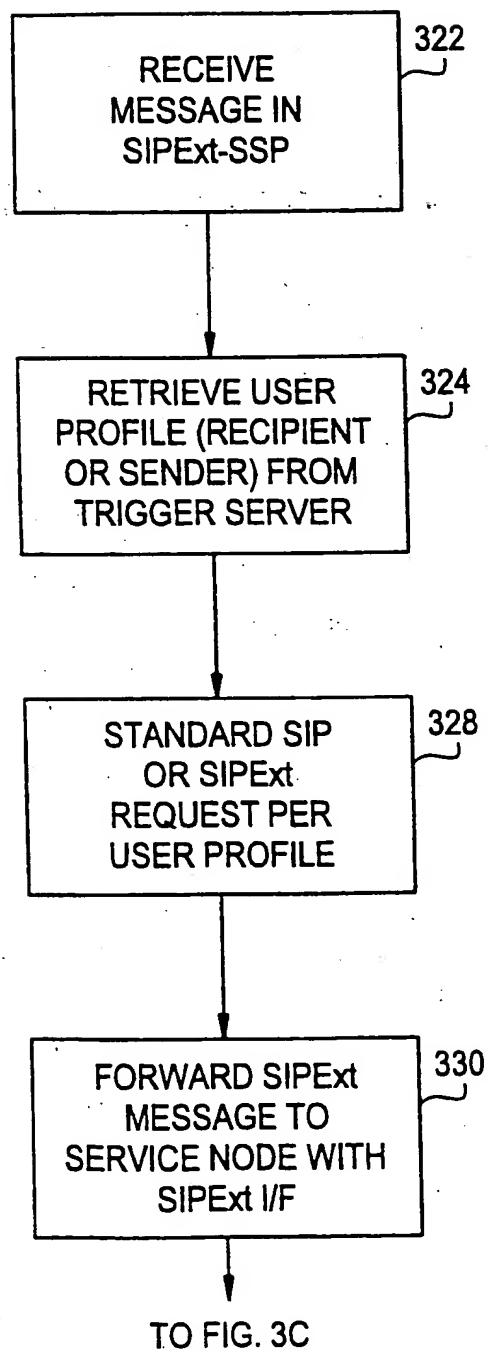 RECEIVE
MESSAGE IN
SIPExt-SSP
322
RETRIEVE USER
PROFILE (RECIPIENT
OR SENDER) FROM
TRIGGER SERVER
324
STANDARD SIP
OR SIPExt
REQUEST PER
USER PROFILE
328
FORWARD SIPExt
MESSAGE TO
SERVICE NODE WITH
SIPExt I/F
330
TO FIG. 3C